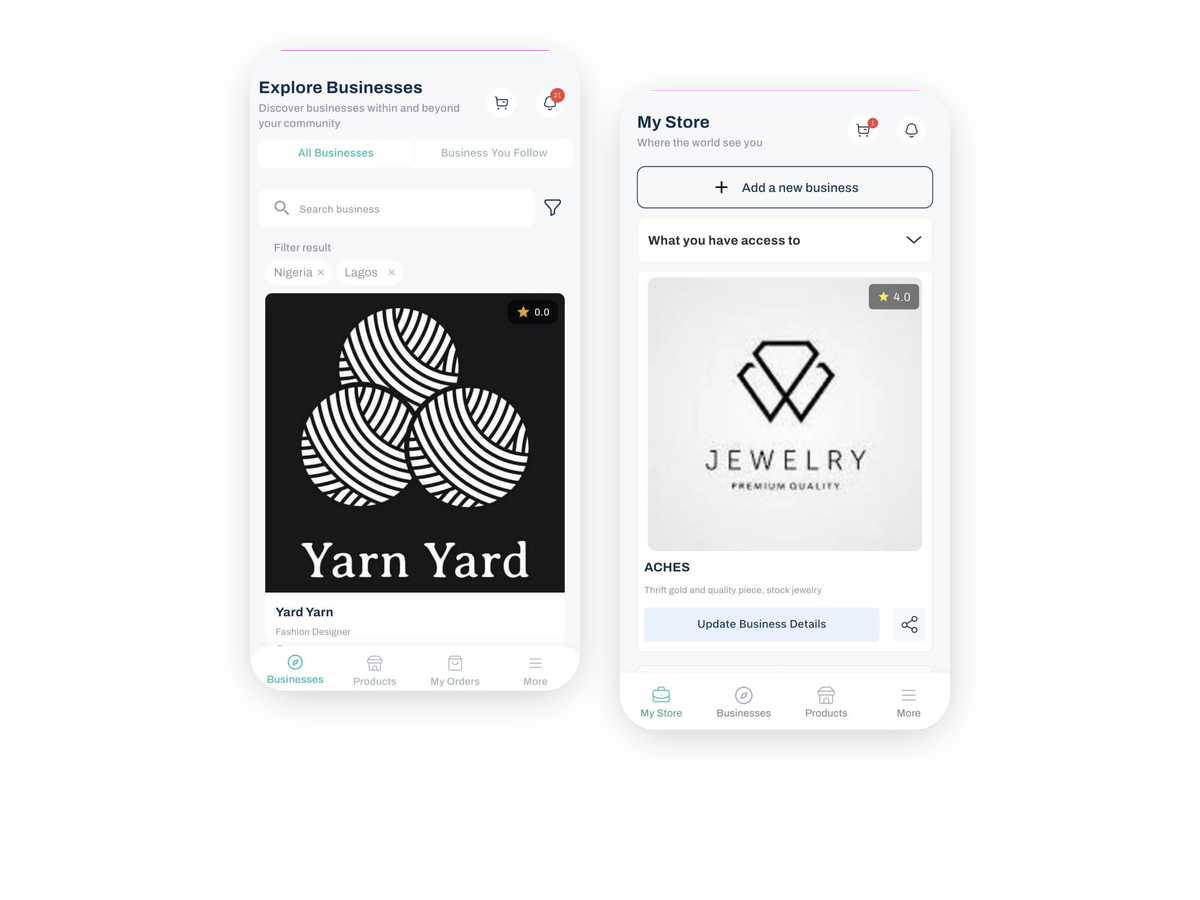 Explore Businesses
Discover businesses within and beyond
your community
21
All Businesses
Business You Follow
Search business
Filter result
Nigeria ×
Lagos ×
0.0
Yarn Yard
Yard Yarn
Fashion Designer
Businesses
Products
My Orders
More
My Store
Where the world see you
1
+ Add a new business
What you have access to
4.0
JEWELRY
PREMIUM QUALITY
ACHES
Thrift gold and quality piece, stock jewelry
Update Business Details
My Store
Businesses
Products
More